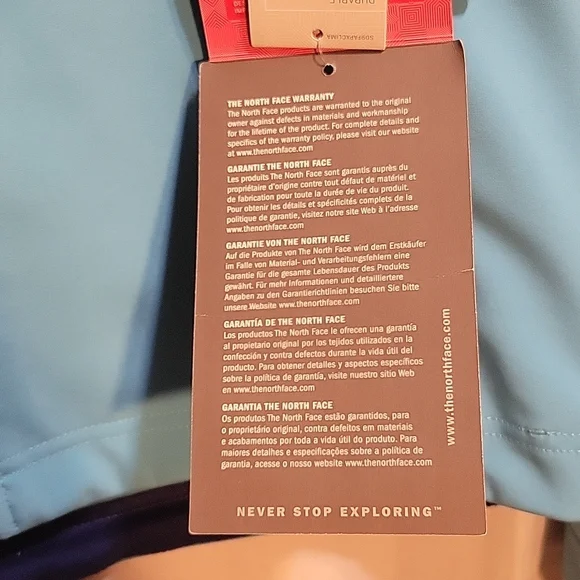 DURABLE
SORFAPACLIMA
THE NORTH FACE WARRANTY
The North Face products are warranted to the original
owner against defects in materials and workmanship
for the lifetime of the product. For complete details and
specifics of the warranty policy, please visit our website
at www.thenorthface.com
GARANTIE THE NORTH FACE
Les produits The North Face sont garantis auprès du
propriétaire d'origine contre tout défaut de matériel et
de fabrication pour toute la durée de vie du produit.
Pour obtenir les détails et spécificités complets de la
politique de garantie, visitez notre site Web à l'adresse
www.thenorthface.com
GARANTIE VON THE NORTH FACE
Auf die Produkte von The North Face wird dem Erstkäufer
im Falle von Material- und Verarbeitungsfehlern eine
Garantie für die gesamte Lebensdauer des Produkts
gewährt. Für mehr Informationen und detailliertere
Angaben zu den Garantierichtlinien besuchen Sie bitte
unsere Website www.thenorthface.com
GARANTÍA DE THE NORTH FACE
Los productos The North Face le ofrecen una garantía
al propietario original por los tejidos utilizados en la
confección y contra defectos durante la vida útil del
producto. Para obtener detalles y aspectos específicos
sobre la política de garantía, visite nuestro sitio Web
en www.thenorthface.com
GARANTIA THE NORTH FACE
Os produtos The North Face estão garantidos, para
o proprietário original, contra defeitos em materiais
e acabamentos por toda a vida útil do produto. Para
maiores detalhes e especificações sobre a política de
garantía, acesse o nosso website www.thenorthface.com
www.thenorthface.com
NEVER STOP EXPLORING™